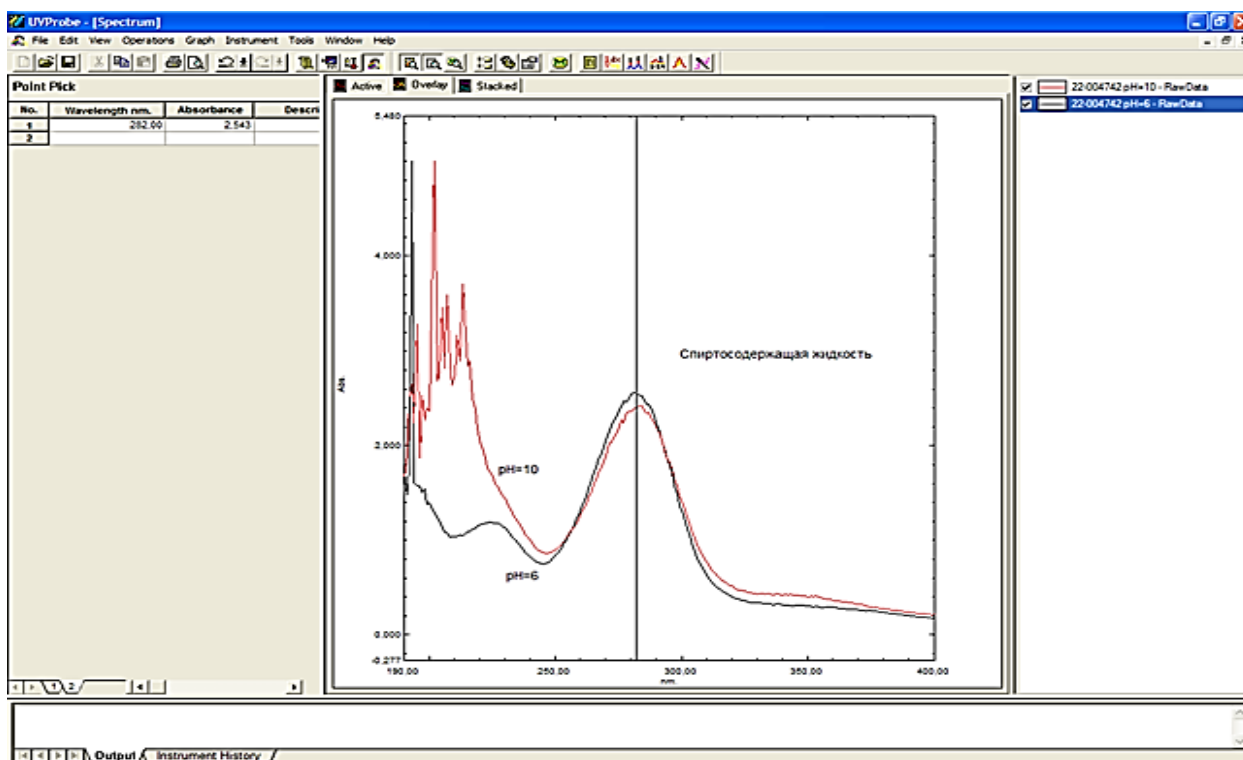 UVProbe - [Spectrum]
File Edit View Operations Graph Instrument Tools Window Help
Point Pick
No. Wavelength nm. Absorbance Descri
1 282.00 2.543
2
Active Overlay Stacked
22-004742 pH=10 - RawData
22-004742 pH=6 - RawData
5.480
4.000
Спиртосодержащая жидкость
Abs.
2.000
pH=10
pH=6
0.000
-0.277
190.00 250.00 300.00 350.00 400.00
nm.
1 2
Output Instrument History